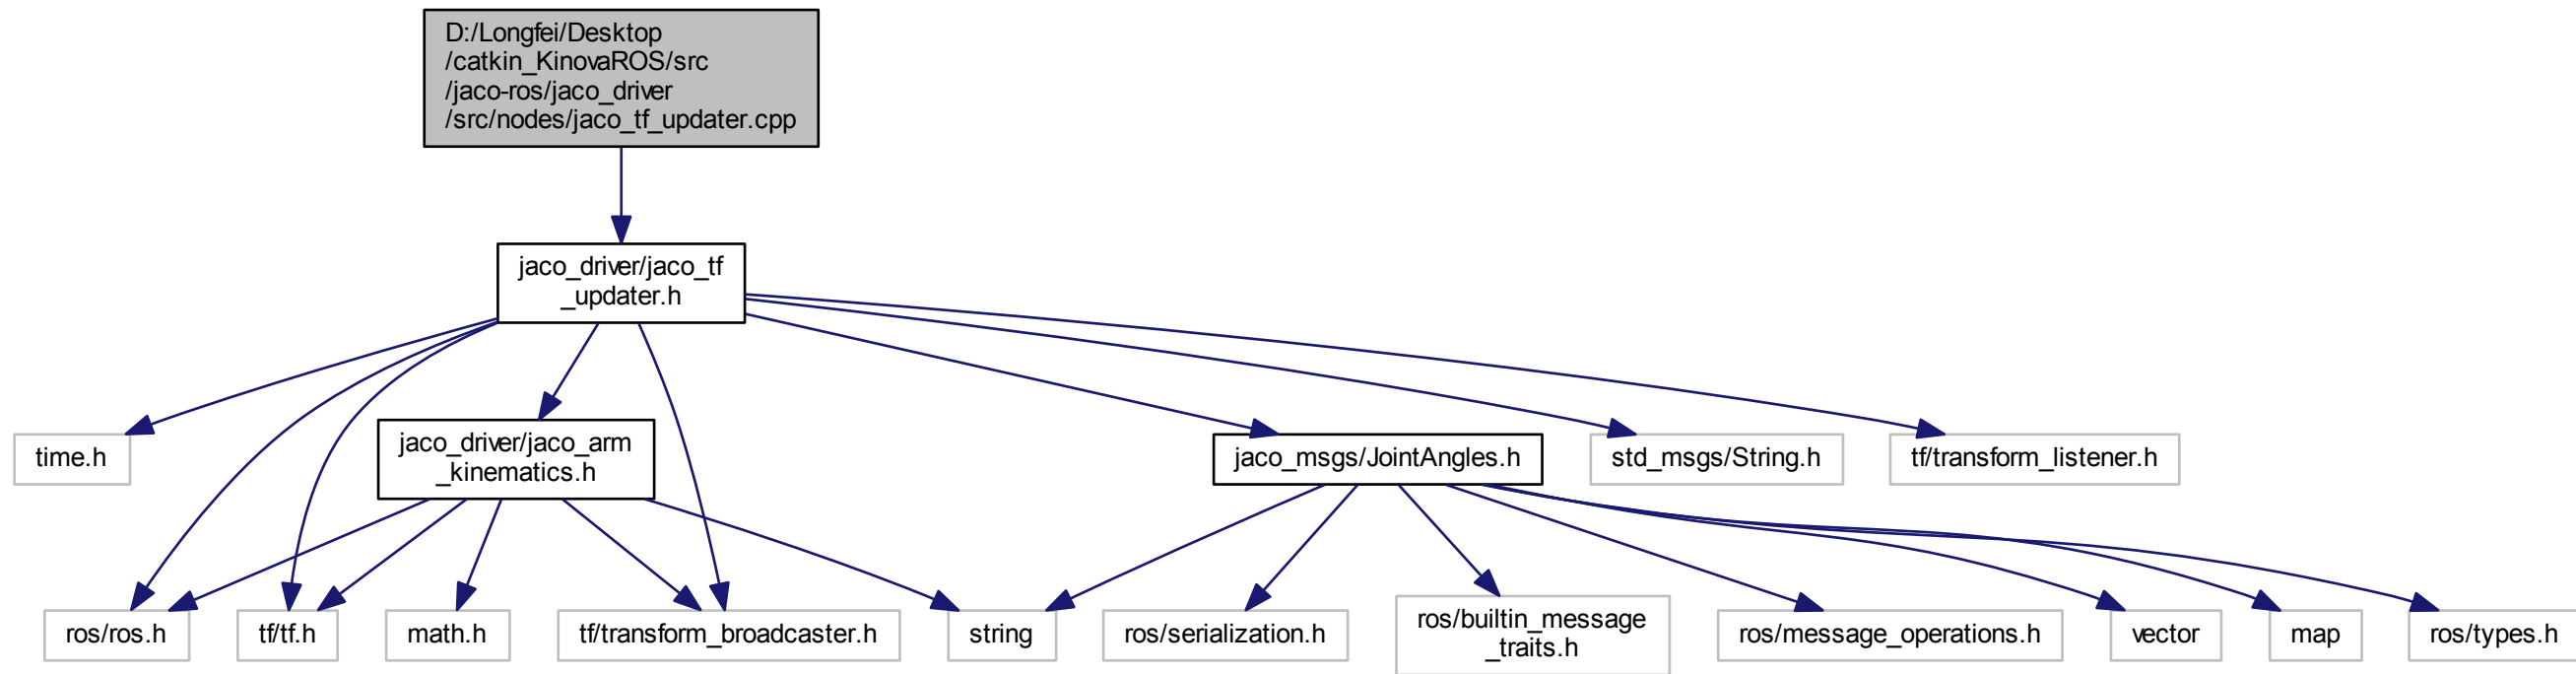 D:/Longfei/Desktop
/catkin_KinovaROS/src
/jaco-ros/jaco_driver
/src/nodes/jaco_tf_updater.cpp
jaco_driver/jaco_tf
_updater.h
time.h
jaco_driver/jaco_arm
_kinematics.h
jaco_msgs/JointAngles.h
std_msgs/String.h
tf/transform_listener.h
ros/ros.h
tf/tf.h
math.h
tf/transform_broadcaster.h
string
ros/serialization.h
ros/builtin_message
_traits.h
ros/message_operations.h
vector
map
ros/types.h